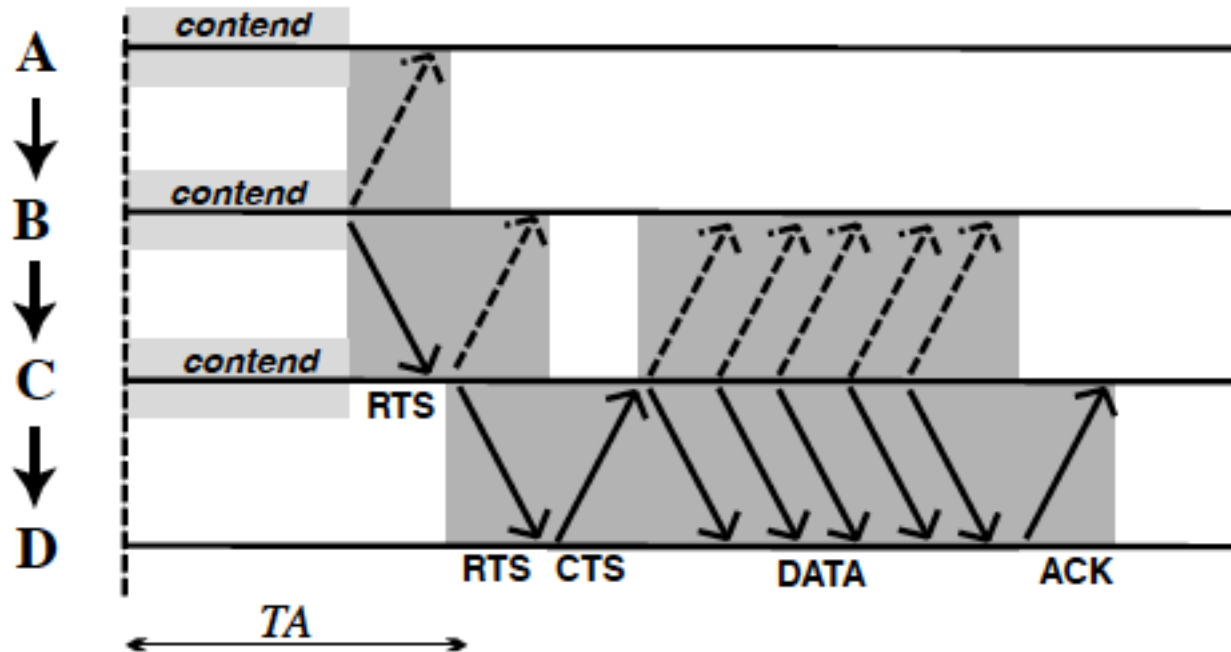 contend
A
contend
B
contend
C
RTS
D
RTS CTS DATA ACK
TA